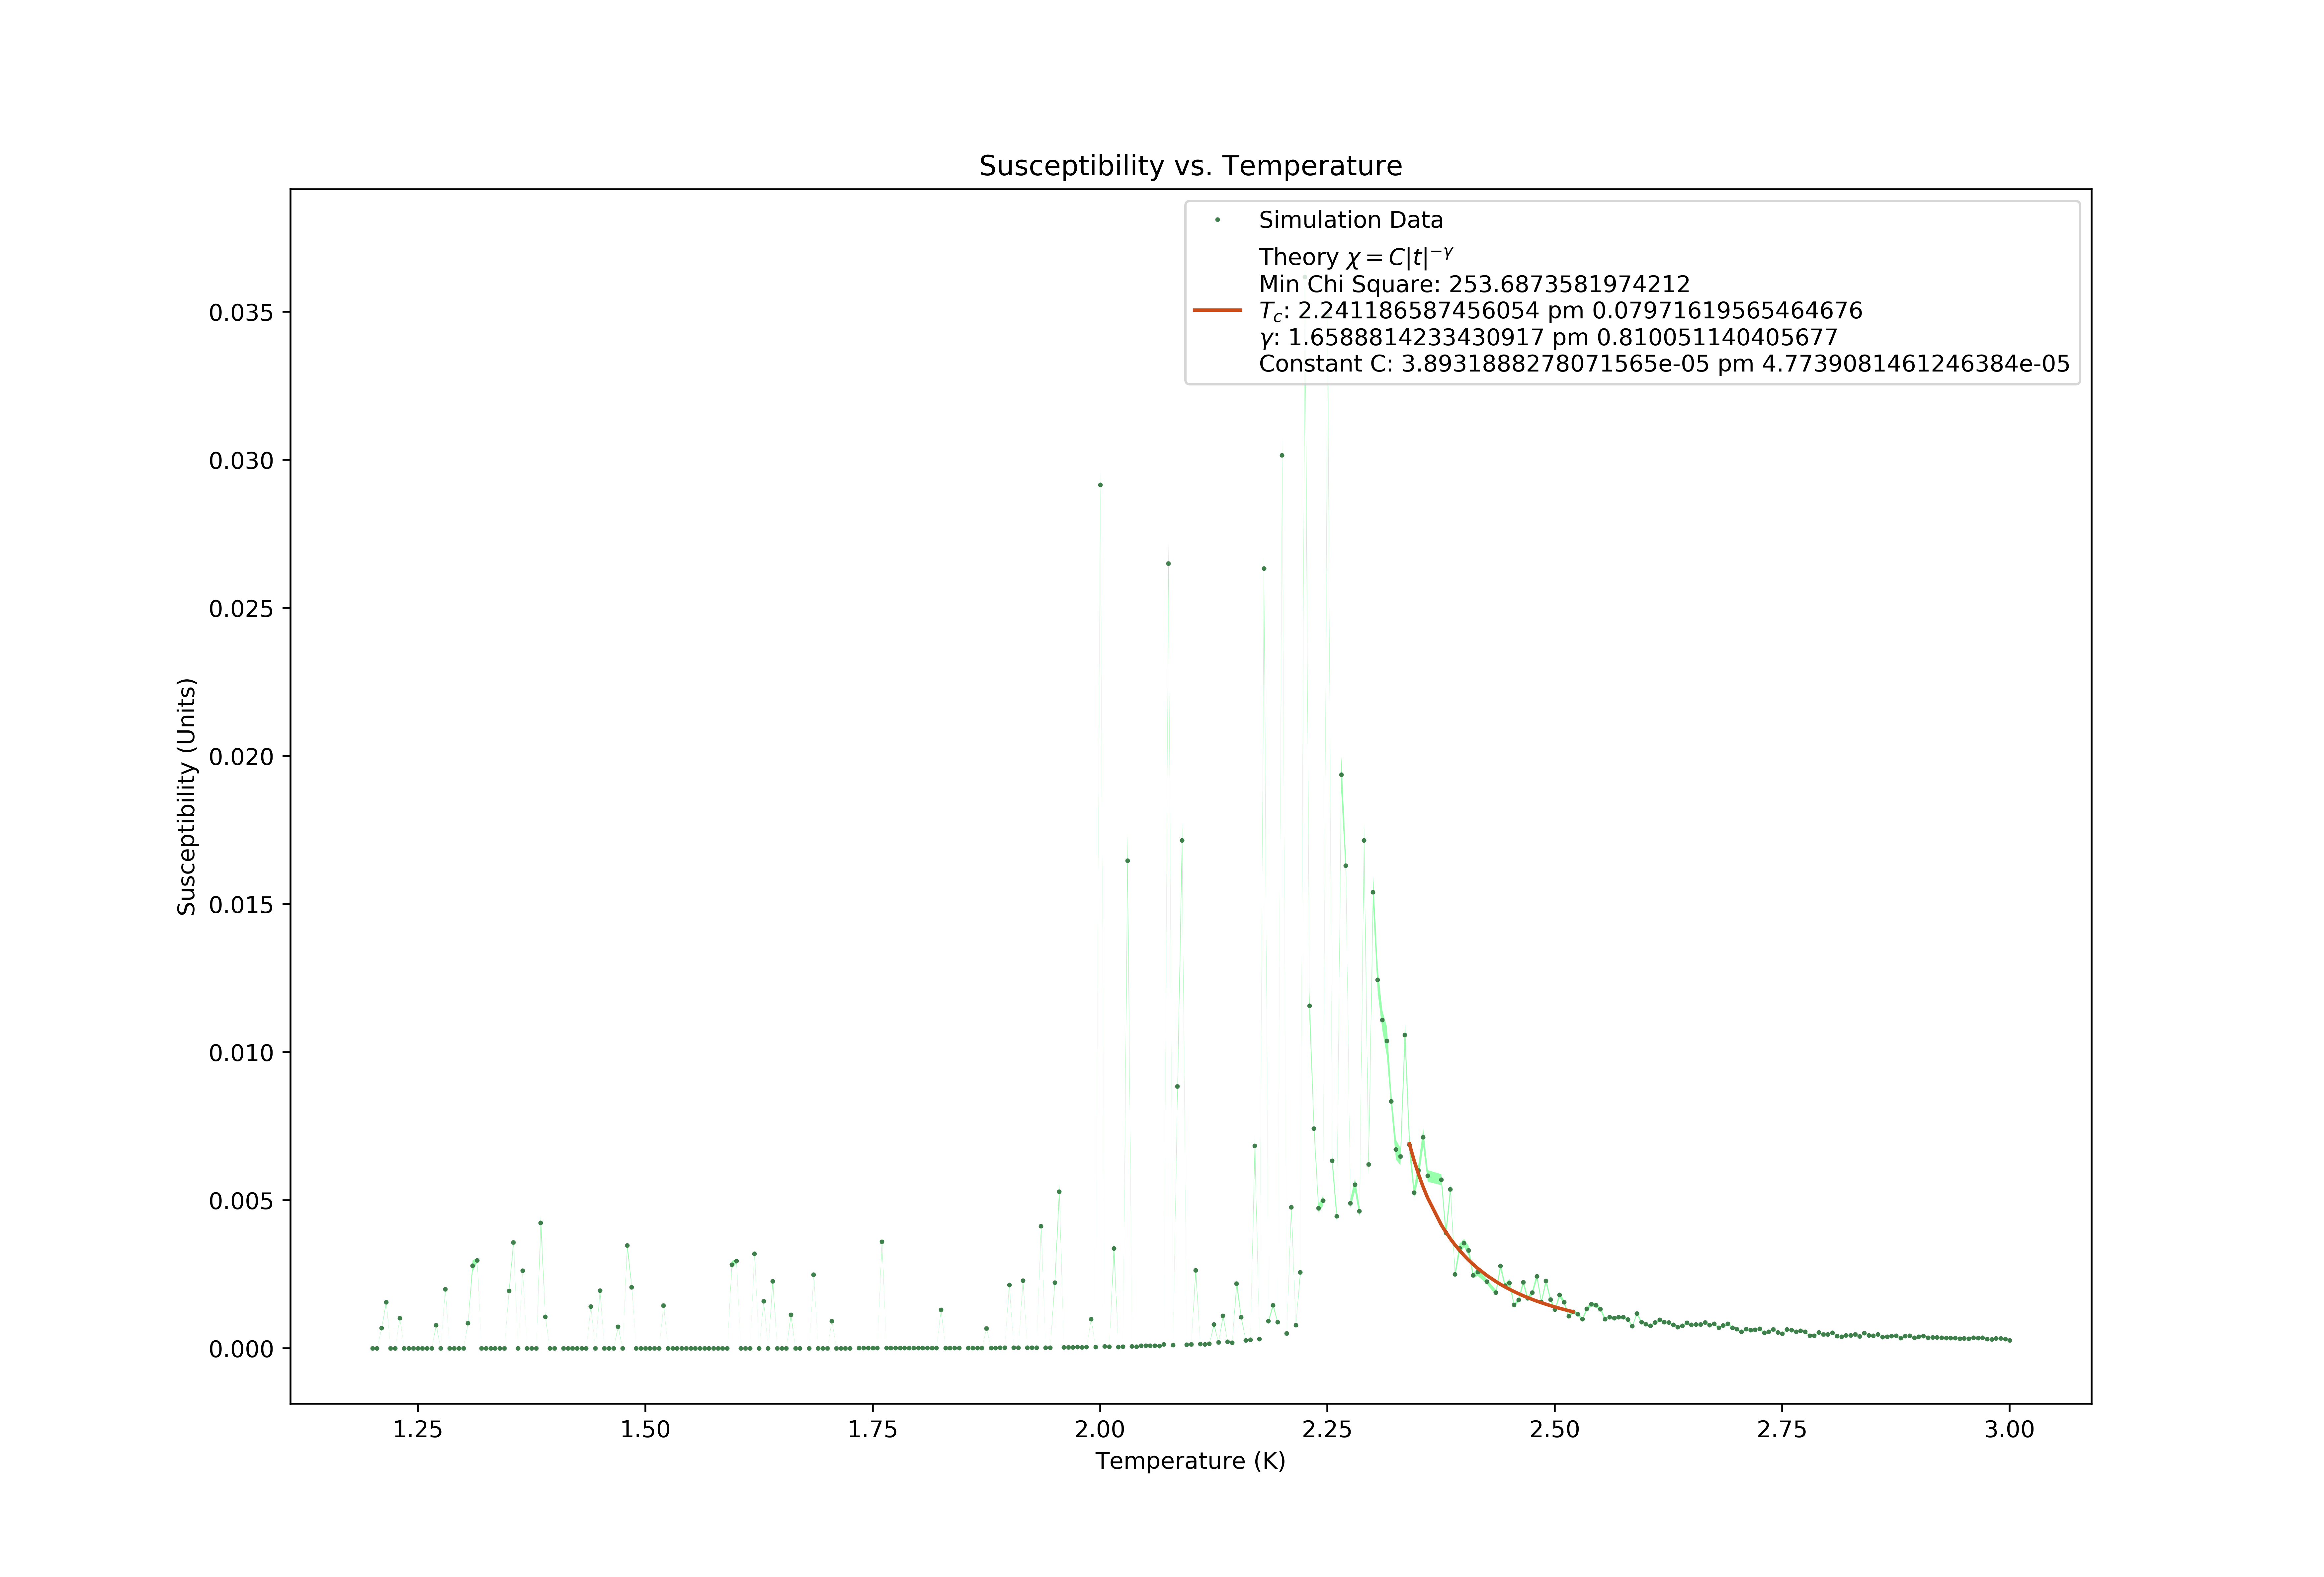 Susceptibility vs. Temperature
Simulation Data
Theory χ = C|t|^{−γ}
Min Chi Square: 253.6873581974212
T_c: 2.241186587456054 pm 0.07971619565464676
γ: 1.6588814233430917 pm 0.810051140405677
Constant C: 3.8931888278071565e-05 pm 4.7739081461246384e-05
0.035
0.030
0.025
0.020
0.015
0.010
0.005
0.000
Susceptibility (Units)
1.25 1.50 1.75 2.00 2.25 2.50 2.75 3.00
Temperature (K)